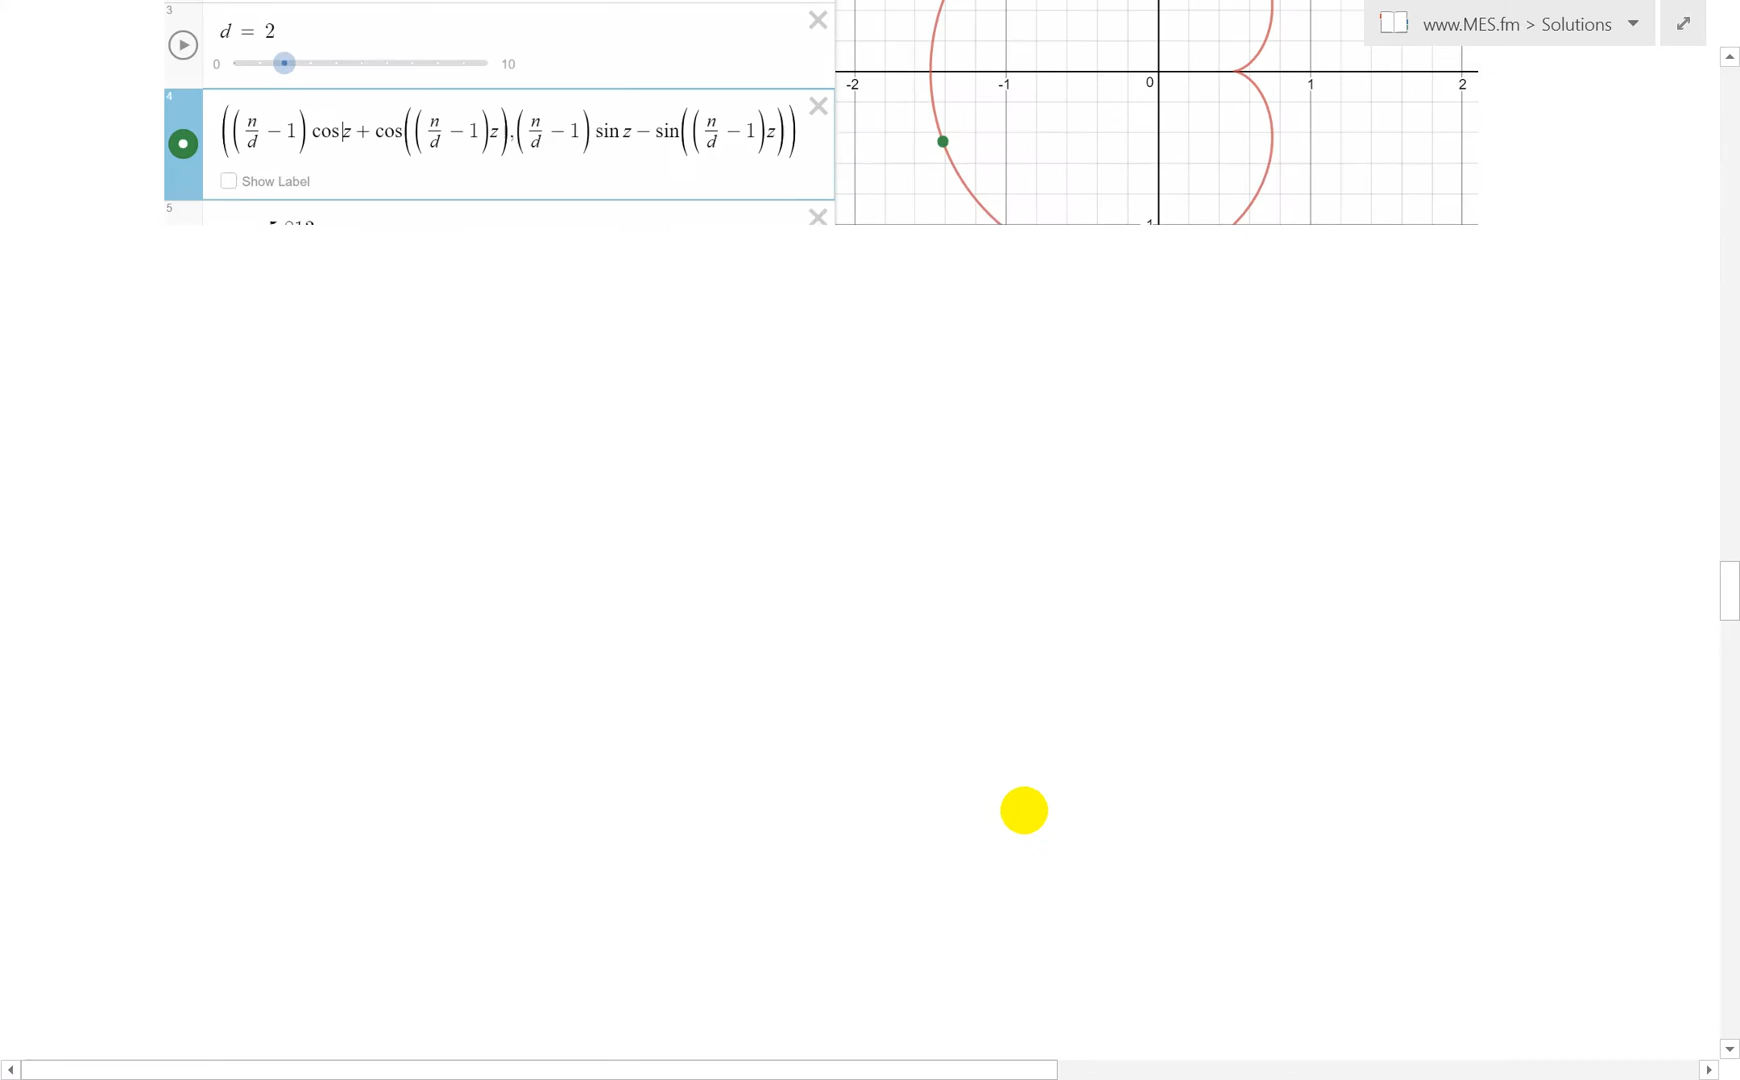 3
d = 2
0 10
4
((n/d − 1) cos z + cos((n/d − 1) z), (n/d − 1) sin z − sin((n/d − 1) z))
Show Label
5
-2 -1 0 1 2
www.MES.fm > Solutions